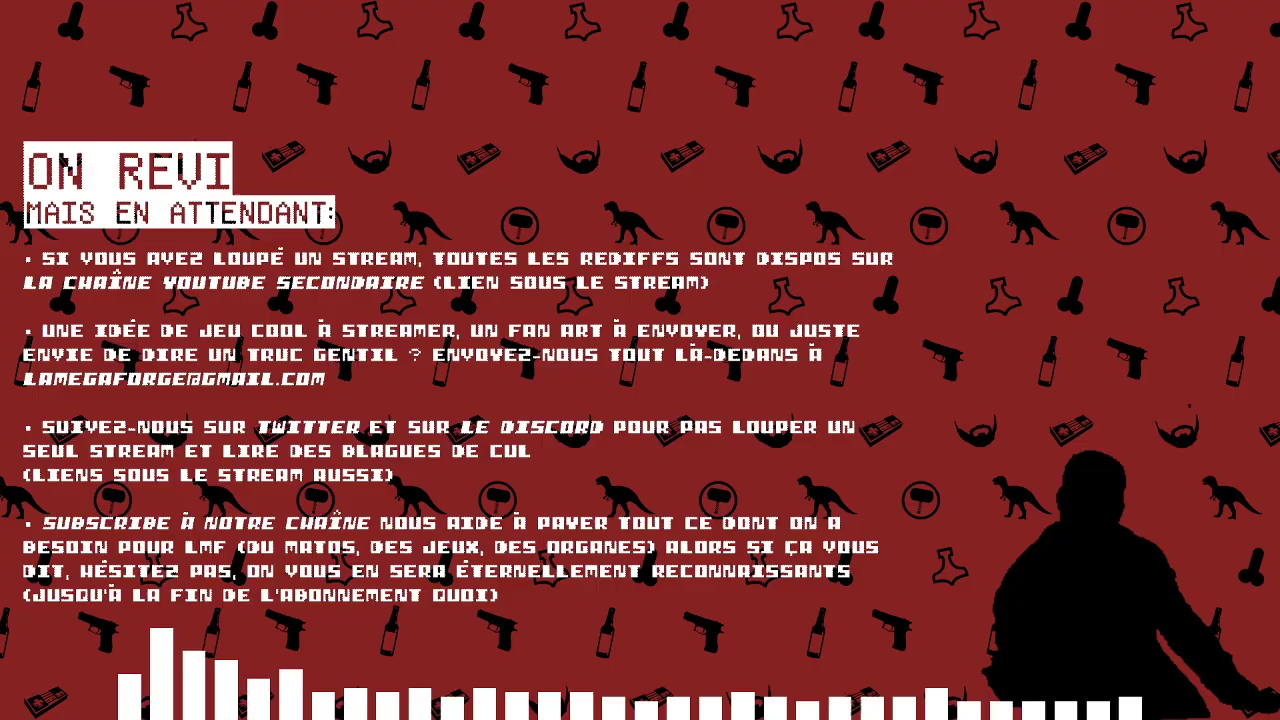 ON REVI
MAIS EN ATTENDANT:
· SI VOUS AVEZ LOUPÉ UN STREAM, TOUTES LES REDIFFS SONT DISPOS SUR
LA CHAÎNE YOUTUBE SECONDAIRE (LIEN SOUS LE STREAM)
· UNE IDÉE DE JEU COOL À STREAMER, UN FAN ART À ENVOYER, OU JUSTE
ENVIE DE DIRE UN TRUC GENTIL ? ENVOYEZ-NOUS TOUT LÀ-DEDANS À
LAMEGAFORGE@GMAIL.COM
· SUIVEZ-NOUS SUR TWITTER ET SUR LE DISCORD POUR PAS LOUPER UN
SEUL STREAM ET LIRE DES BLAGUES DE CUL
(LIENS SOUS LE STREAM AUSSI)
· SUBSCRIBE À NOTRE CHAÎNE NOUS AIDE À PAYER TOUT CE DONT ON A
BESOIN POUR LMF (DU MATOS, DES JEUX, DES ORGANES) ALORS SI ÇA VOUS
DIT, HÉSITEZ PAS, ON VOUS EN SERA ÉTERNELLEMENT RECONNAISSANTS
(JUSQU'À LA FIN DE L'ABONNEMENT QUOI)